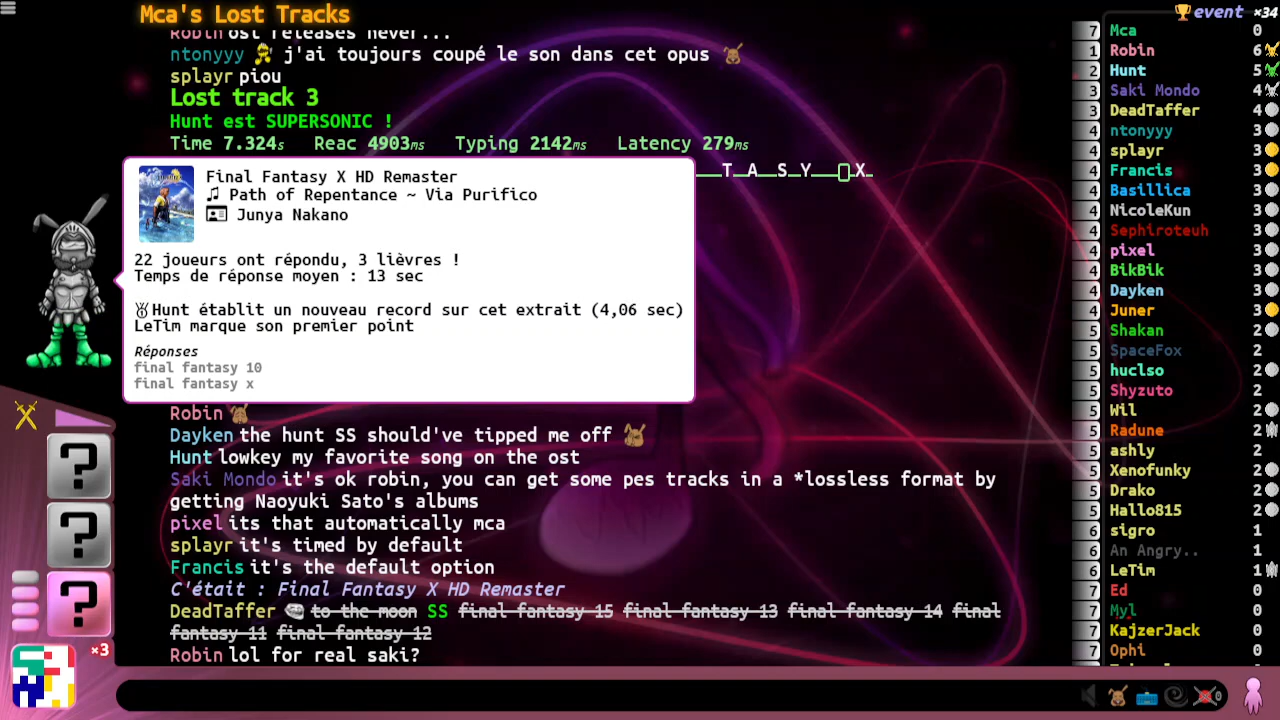 Mca's Lost Tracks
event ×34
Robin ost releases never...
ntonyyy j'ai toujours coupé le son dans cet opus
splayr piou
Lost track 3
Hunt est SUPERSONIC !
Time 7.324s Reac 4903ms Typing 2142ms Latency 279ms
T_A_S_Y X
Final Fantasy X HD Remaster
Path of Repentance ~ Via Purifico
Junya Nakano
22 joueurs ont répondu, 3 lièvres !
Temps de réponse moyen : 13 sec
Hunt établit un nouveau record sur cet extrait (4,06 sec)
LeTim marque son premier point
Réponses
final fantasy 10
final fantasy x
Robin
Dayken the hunt SS should've tipped me off
Hunt lowkey my favorite song on the ost
Saki Mondo it's ok robin, you can get some pes tracks in a *lossless format by
getting Naoyuki Sato's albums
pixel its that automatically mca
splayr it's timed by default
Francis it's the default option
C'était : Final Fantasy X HD Remaster
DeadTaffer to the moon SS final fantasy 15 final fantasy 13 final fantasy 14 final
fantasy 11 final fantasy 12
Robin lol for real saki?
? 
?
?
×3
0
7 Mca 0
1 Robin 6
2 Hunt 5
3 Saki Mondo 4
3 DeadTaffer 4
4 ntonyyy 3
4 splayr 3
4 Francis 3
4 Basillica 3
4 NicoleKun 3
4 Sephiroteuh 3
4 pixel 3
4 BikBik 3
4 Dayken 3
4 Juner 3
5 Shakan 2
5 SpaceFox 2
5 huclso 2
5 Shyzuto 2
5 Wil 2
5 Radune 2
5 ashly 2
5 Xenofunky 2
5 Drako 2
5 Hallo815 2
6 sigro 1
6 An Angry.. 1
6 LeTim 1
7 Ed 0
7 Myl 0
7 KajzerJack 0
7 Ophi 0